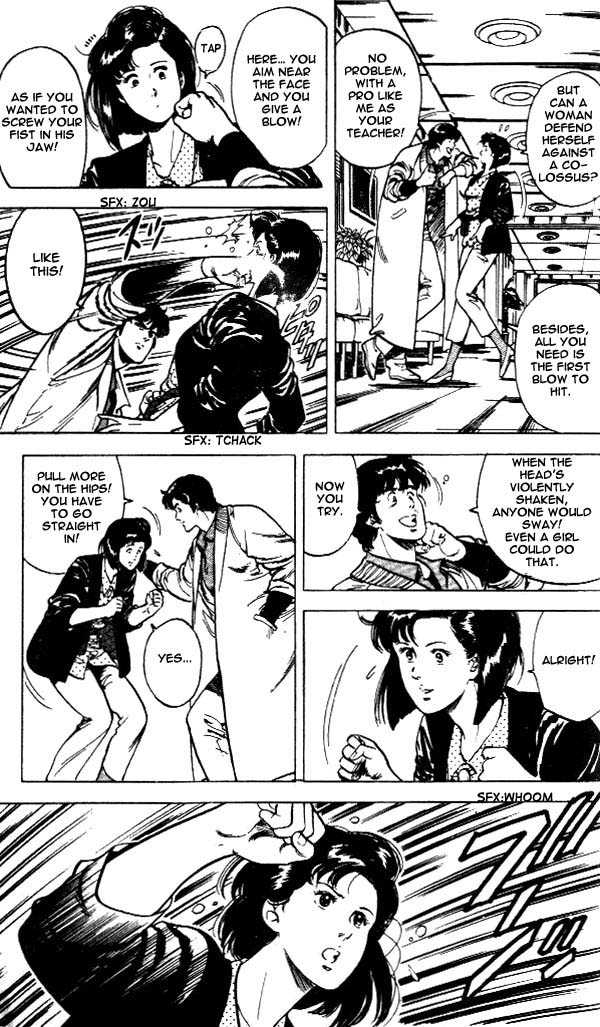 BUT
CAN A
WOMAN
DEFEND
HERSELF
AGAINST
A CO-
LOSSUS?
NO
PROBLEM,
WITH A
PRO LIKE
ME AS
YOUR
TEACHER!
BESIDES,
ALL YOU
NEED IS
THE FIRST
BLOW TO
HIT.
HERE... YOU
AIM NEAR
THE FACE
AND YOU
GIVE A
BLOW!
TAP
AS IF YOU
WANTED TO
SCREW YOUR
FIST IN HIS
JAW!
SFX: ZOU
LIKE
THIS!
SFX: TCHACK
WHEN THE
HEAD'S
VIOLENTLY
SHAKEN,
ANYONE WOULD
SWAY!
EVEN A GIRL
COULD DO
THAT.
NOW
YOU
TRY.
PULL MORE
ON THE HIPS!
YOU HAVE
TO GO
STRAIGHT
IN!
YES...
ALRIGHT!
SFX:WHOOM